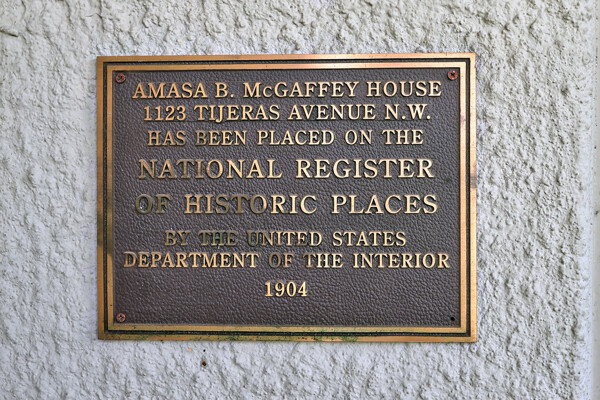 AMASA B. McGAFFEY HOUSE
1123 TIJERAS AVENUE N.W.
HAS BEEN PLACED ON THE
NATIONAL REGISTER
OF HISTORIC PLACES
BY THE UNITED STATES
DEPARTMENT OF THE INTERIOR
1904